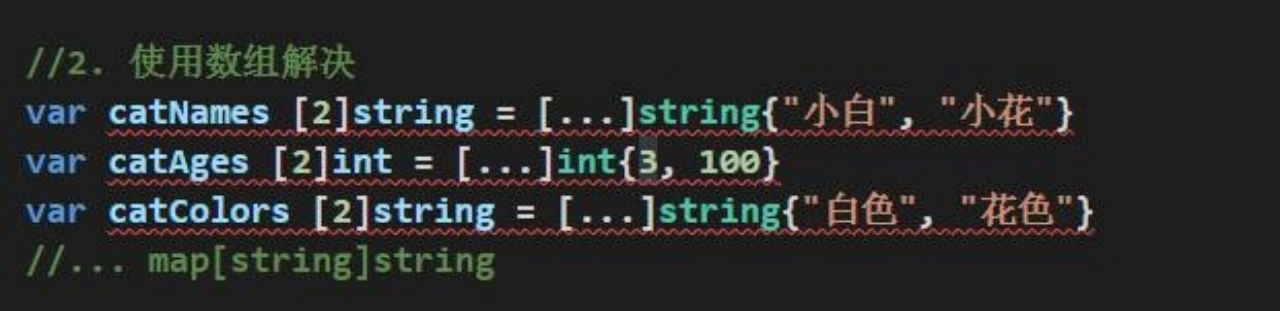 //2. 使用数组解决
var catNames [2]string = [...]string{"小白", "小花"}
var catAges [2]int = [...]int{3, 100}
var catColors [2]string = [...]string{"白色", "花色"}
//... map[string]string